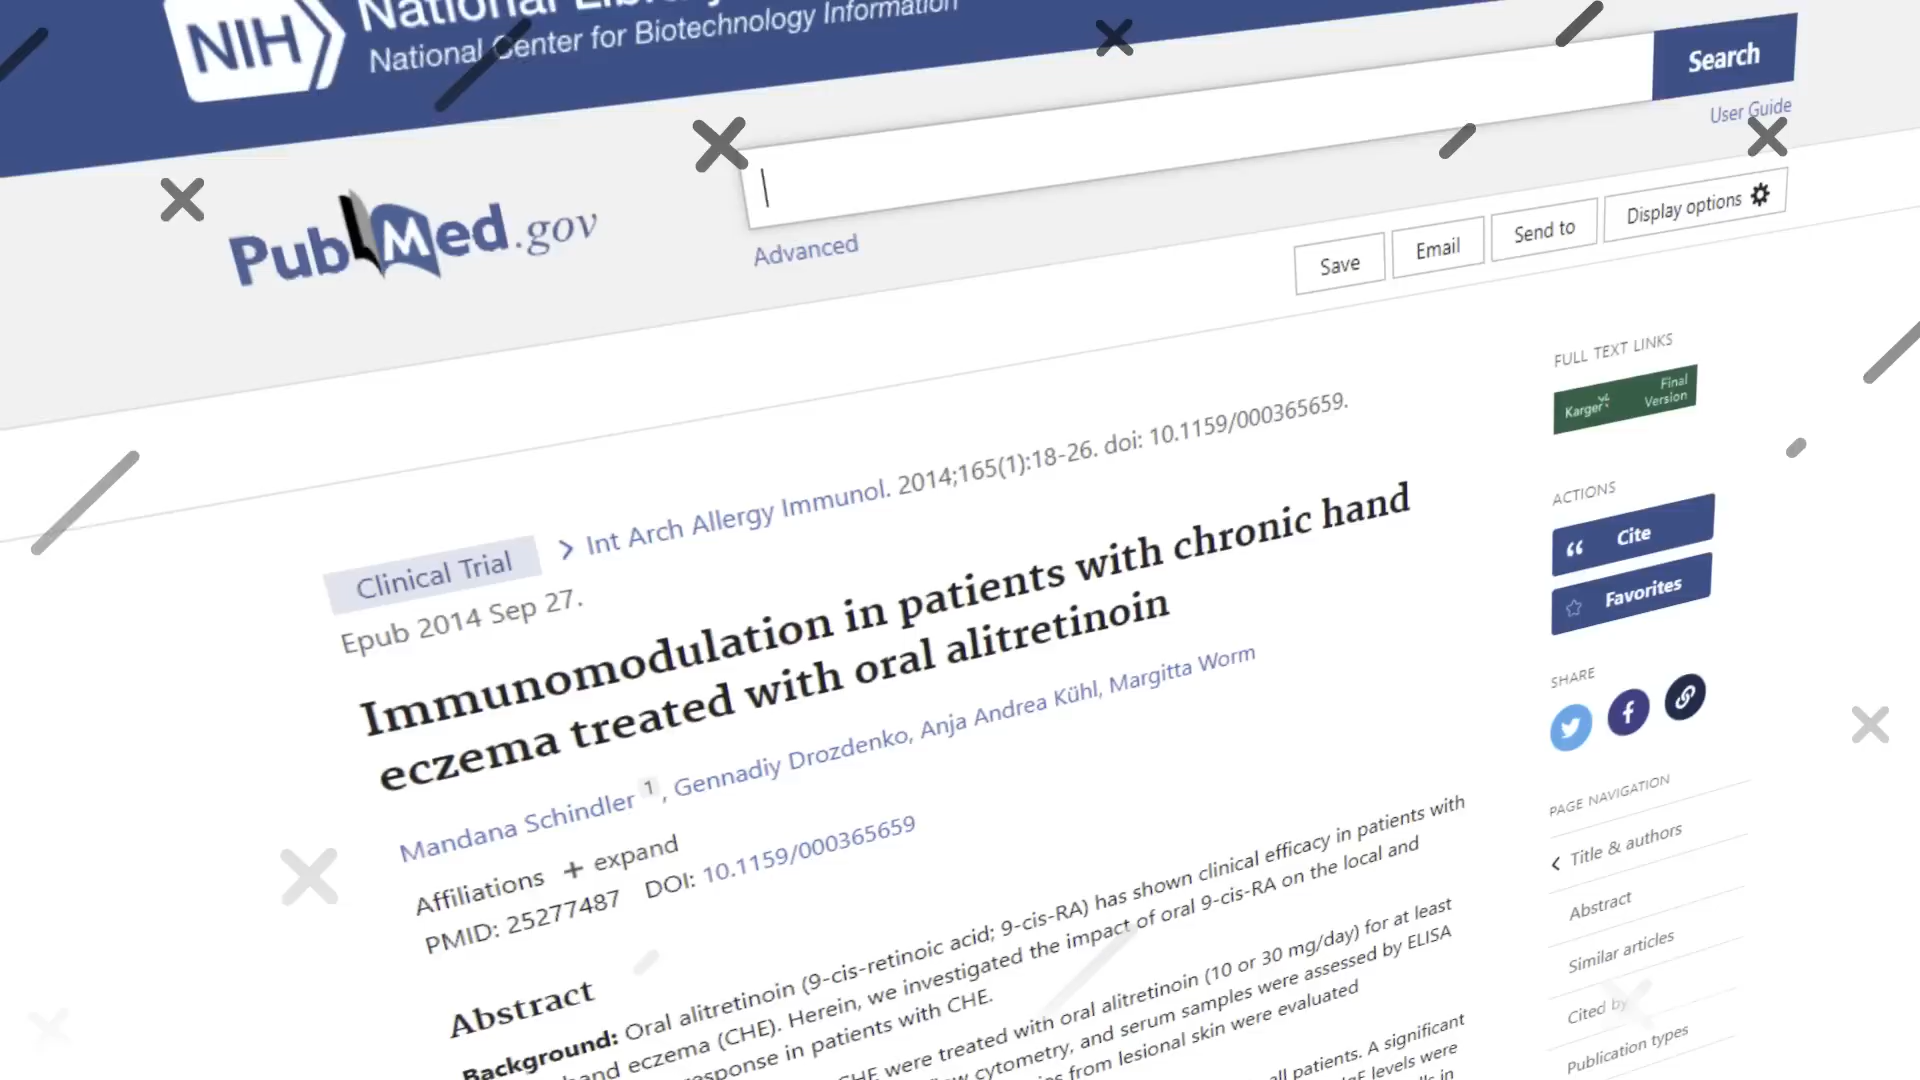 NIH National Library
National Center for Biotechnology Information
Search
User Guide
PubMed.gov
Advanced
Save
Email
Send to
Display options
FULL TEXT LINKS
Karger
Final
Version
Clinical Trial
Int Arch Allergy Immunol. 2014;165(1):18-26. doi: 10.1159/000365659.
Epub 2014 Sep 27.
Immunomodulation in patients with chronic hand
eczema treated with oral alitretinoin
Mandana Schindler 1, Gennadiy Drozdenko, Anja Andrea Kühl, Margitta Worm
Affiliations + expand
PMID: 25277487 DOI: 10.1159/000365659
Abstract
Background: Oral alitretinoin (9-cis-retinoic acid; 9-cis-RA) has shown clinical efficacy in patients with
hand eczema (CHE). Herein, we investigated the impact of oral 9-cis-RA on the local and
response in patients with CHE.
CHE were treated with oral alitretinoin (10 or 30 mg/day) for at least
cytometry, and serum samples were assessed by ELISA
from lesional skin were evaluated
all patients. A significant
IgE levels were
in
ACTIONS
Cite
Favorites
SHARE
PAGE NAVIGATION
Title & authors
Abstract
Similar articles
Cited by
Publication types